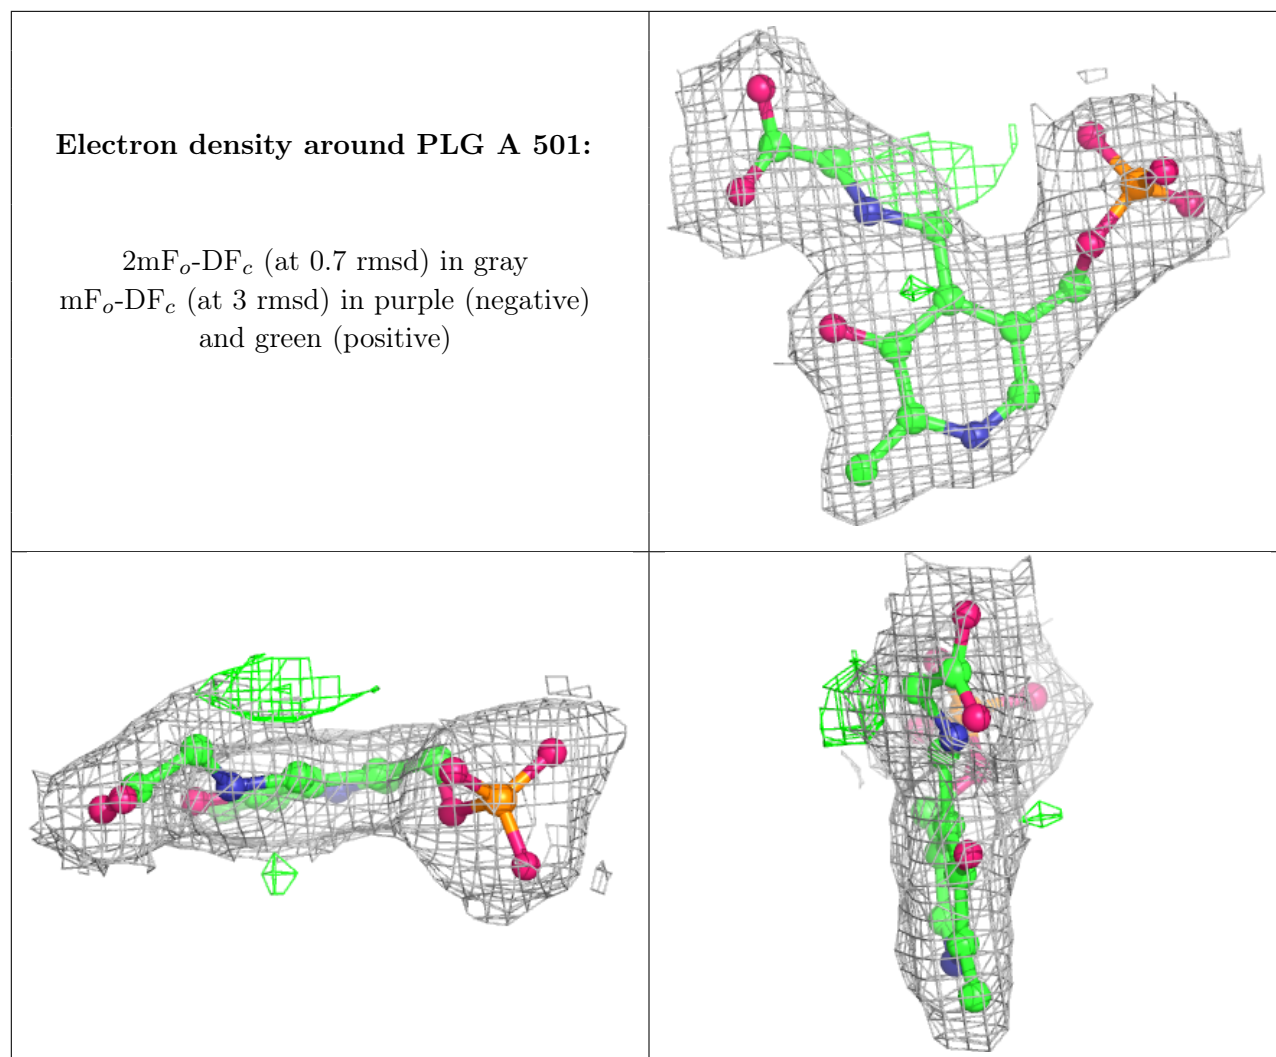 Electron density around PLG A 501:
2mFo-DFc (at 0.7 rmsd) in gray
mFo-DFc (at 3 rmsd) in purple (negative)
and green (positive)